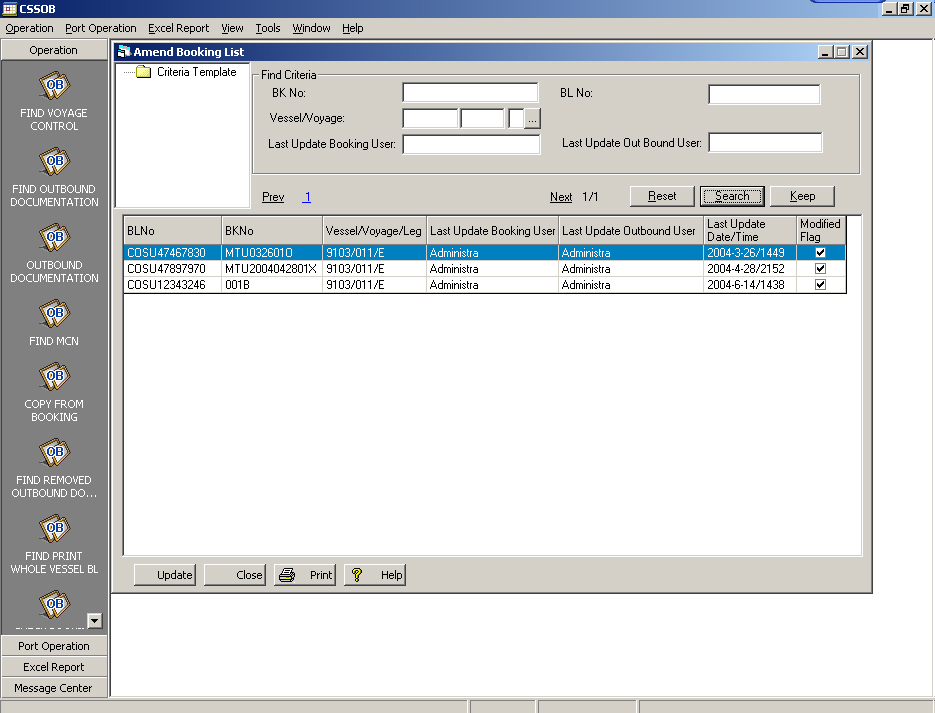 CSSOB
Operation Port Operation Excel Report View Tools Window Help
Operation
OB
FIND VOYAGE
CONTROL
OB
FIND OUTBOUND
DOCUMENTATION
OB
OUTBOUND
DOCUMENTATION
OB
FIND MCN
OB
COPY FROM
BOOKING
OB
FIND REMOVED
OUTBOUND DO...
OB
FIND PRINT
WHOLE VESSEL BL
OB
Port Operation
Excel Report
Message Center
Amend Booking List
Criteria Template
Find Criteria
BK No: BL No:
Vessel/Voyage: ...
Last Update Booking User: Last Update Out Bound User:
Prev 1 Next 1/1 Reset Search Keep
BLNo BKNo Vessel/Voyage/Leg Last Update Booking User Last Update Outbound User Last Update Date/Time Modified Flag
COSU47467830 MTU0326010 9103/011/E Administra Administra 2004-3-26/1449
COSU47897970 MTU2004042801X 9103/011/E Administra Administra 2004-4-28/2152
COSU12343246 001B 9103/011/E Administra Administra 2004-6-14/1438
Update Close Print Help